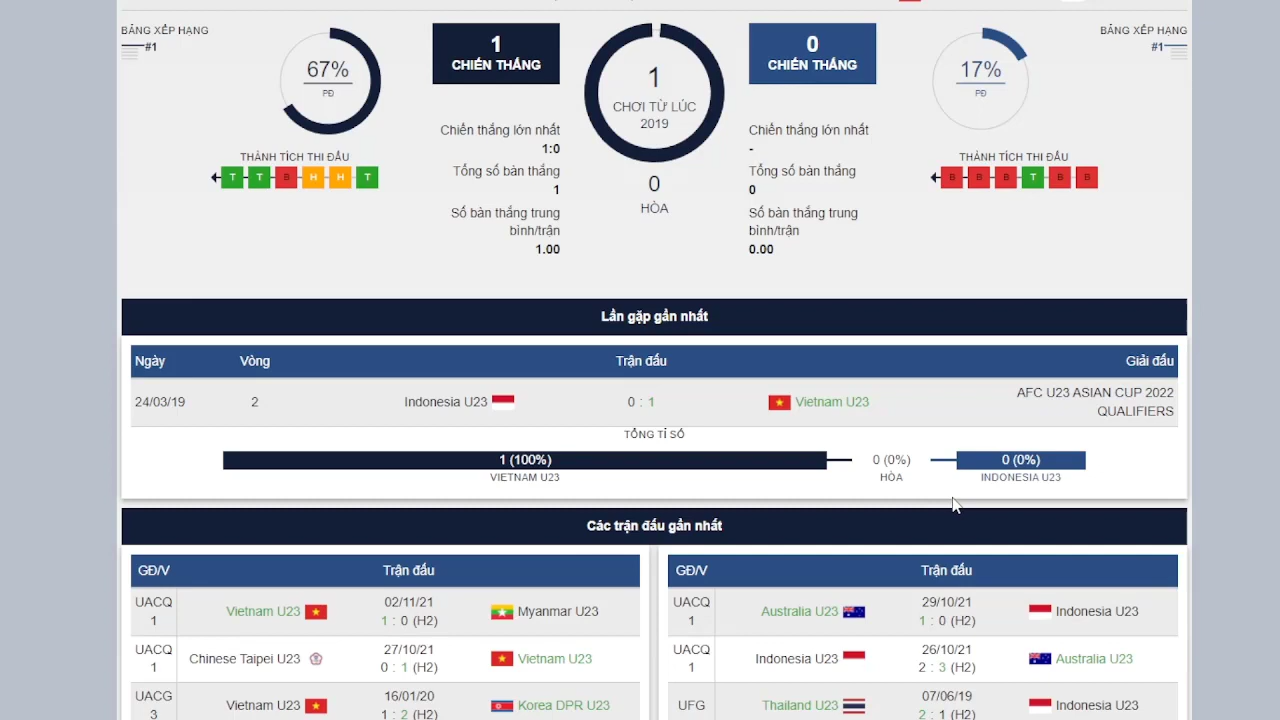 BẢNG XẾP HẠNG
#1
67%
PĐ
THÀNH TÍCH THI ĐẤU
T T B H H T
1
CHIẾN THẮNG
Chiến thắng lớn nhất
1:0
Tổng số bàn thắng
1
Số bàn thắng trung
bình/trận
1.00
1
CHƠI TỪ LÚC
2019
0
HÒA
0
CHIẾN THẮNG
Chiến thắng lớn nhất
-
Tổng số bàn thắng
0
Số bàn thắng trung
bình/trận
0.00
17%
PĐ
THÀNH TÍCH THI ĐẤU
B B B T B B
BẢNG XẾP HẠNG
#1
Lần gặp gần nhất
Ngày Vòng Trận đấu Giải đấu
24/03/19 2 Indonesia U23 0 : 1 Vietnam U23 AFC U23 ASIAN CUP 2022
QUALIFIERS
TỔNG TỈ SỐ
1 (100%) 0 (0%) 0 (0%)
VIETNAM U23 HÒA INDONESIA U23
Các trận đấu gần nhất
GĐ/V Trận đấu
UACQ
1
Vietnam U23
02/11/21
1 : 0 (H2)
Myanmar U23
UACQ
1
Chinese Taipei U23
27/10/21
0 : 1 (H2)
Vietnam U23
UACG
3
Vietnam U23
16/01/20
1 : 2 (H2)
Korea DPR U23
GĐ/V Trận đấu
UACQ
1
Australia U23
29/10/21
1 : 0 (H2)
Indonesia U23
UACQ
1
Indonesia U23
26/10/21
2 : 3 (H2)
Australia U23
UFG
Thailand U23
07/06/19
2 : 1 (H2)
Indonesia U23